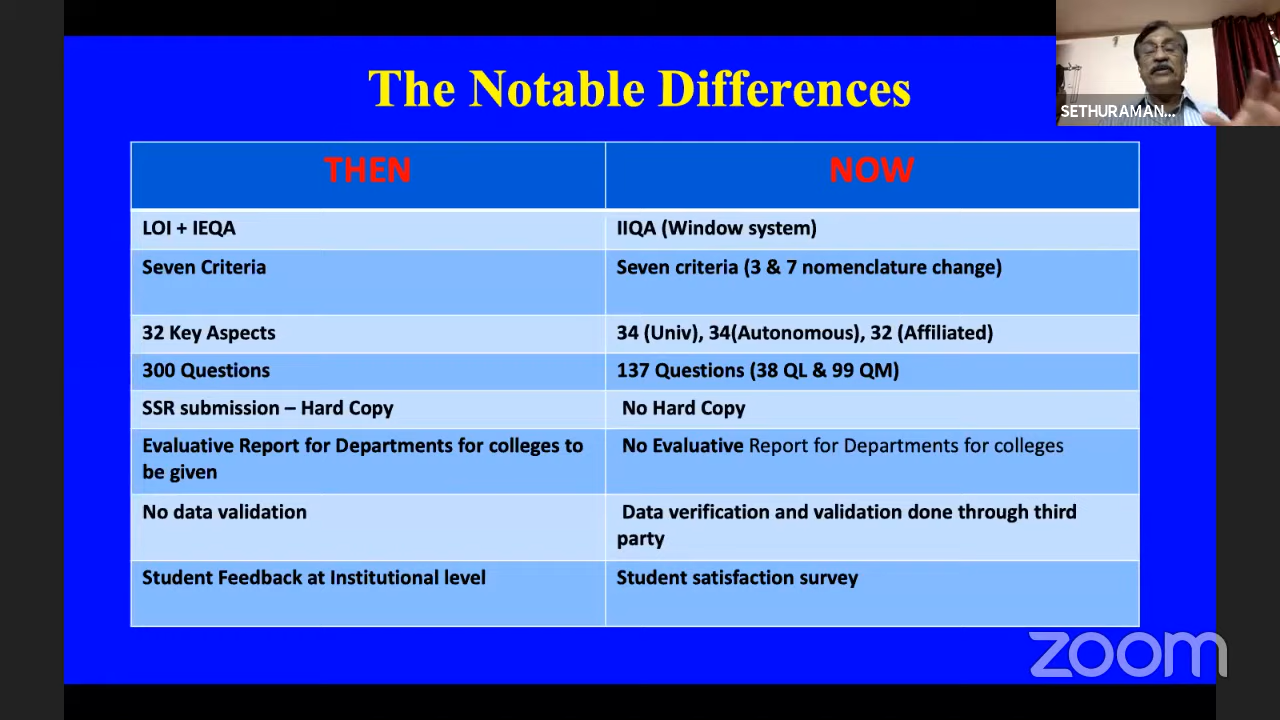 The Notable Differences
SETHURAMAN...
THEN
NOW
LOI + IEQA
IIQA (Window system)
Seven Criteria
Seven criteria (3 & 7 nomenclature change)
32 Key Aspects
34 (Univ), 34(Autonomous), 32 (Affiliated)
300 Questions
137 Questions (38 QL & 99 QM)
SSR submission – Hard Copy
No Hard Copy
Evaluative Report for Departments for colleges to
be given
No Evaluative Report for Departments for colleges
No data validation
Data verification and validation done through third
party
Student Feedback at Institutional level
Student satisfaction survey
zoom